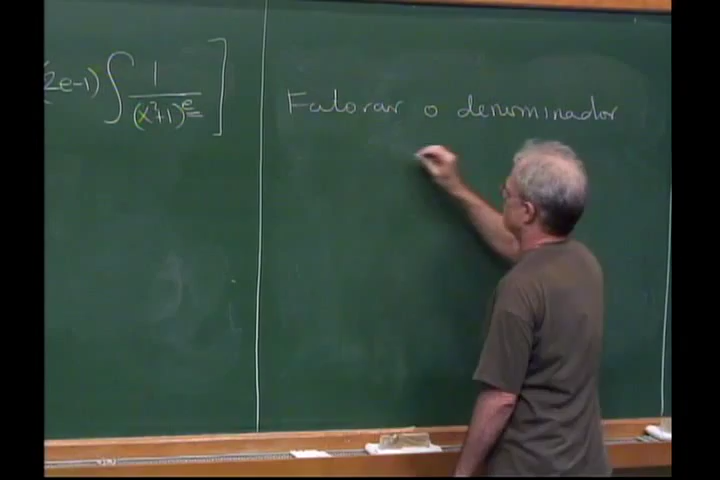 2e-1) ∫ 1/(x²+1)^e ]
Fatorar o denominador